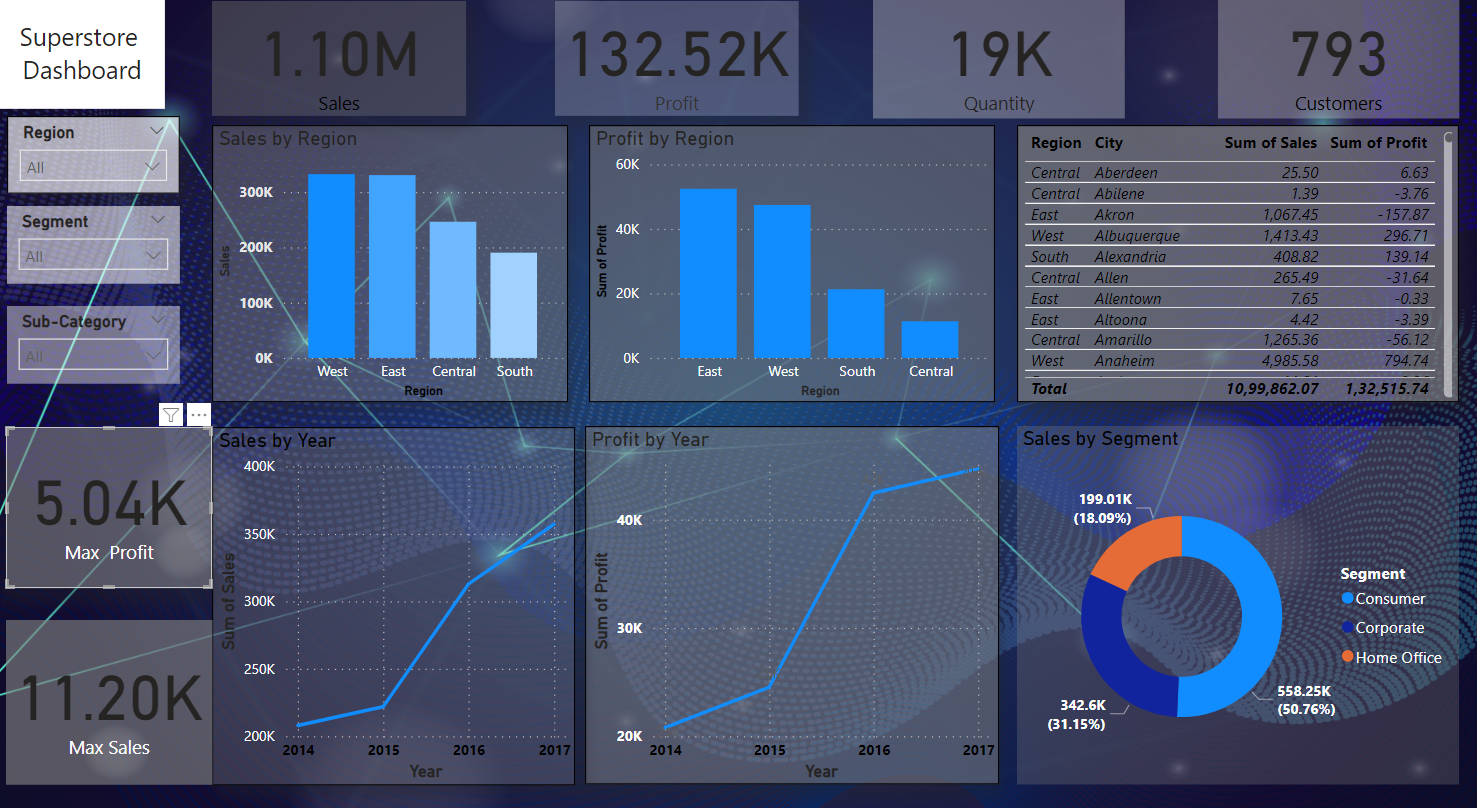 Superstore
Dashboard
1.10M
Sales
132.52K
Profit
19K
Quantity
793
Customers
Region
All
Segment
All
Sub-Category
All
5.04K
Max Profit
11.20K
Max Sales
Sales by Region
Sales
300K
200K
100K
0K
West East Central South
Region
Profit by Region
Sum of Profit
60K
40K
20K
0K
East West South Central
Region
Region City Sum of Sales Sum of Profit
Central Aberdeen 25.50 6.63
Central Abilene 1.39 -3.76
East Akron 1,067.45 -157.87
West Albuquerque 1,413.43 296.71
South Alexandria 408.82 139.14
Central Allen 265.49 -31.64
East Allentown 7.65 -0.33
East Altoona 4.42 -3.39
Central Amarillo 1,265.36 -56.12
West Anaheim 4,985.58 794.74
Total 10,99,862.07 1,32,515.74
Sales by Year
Sum of Sales
400K
350K
300K
250K
200K
2014 2015 2016 2017
Year
Profit by Year
Sum of Profit
40K
30K
20K
2014 2015 2016 2017
Year
Sales by Segment
199.01K
(18.09%)
342.6K
(31.15%)
558.25K
(50.76%)
Segment
Consumer
Corporate
Home Office